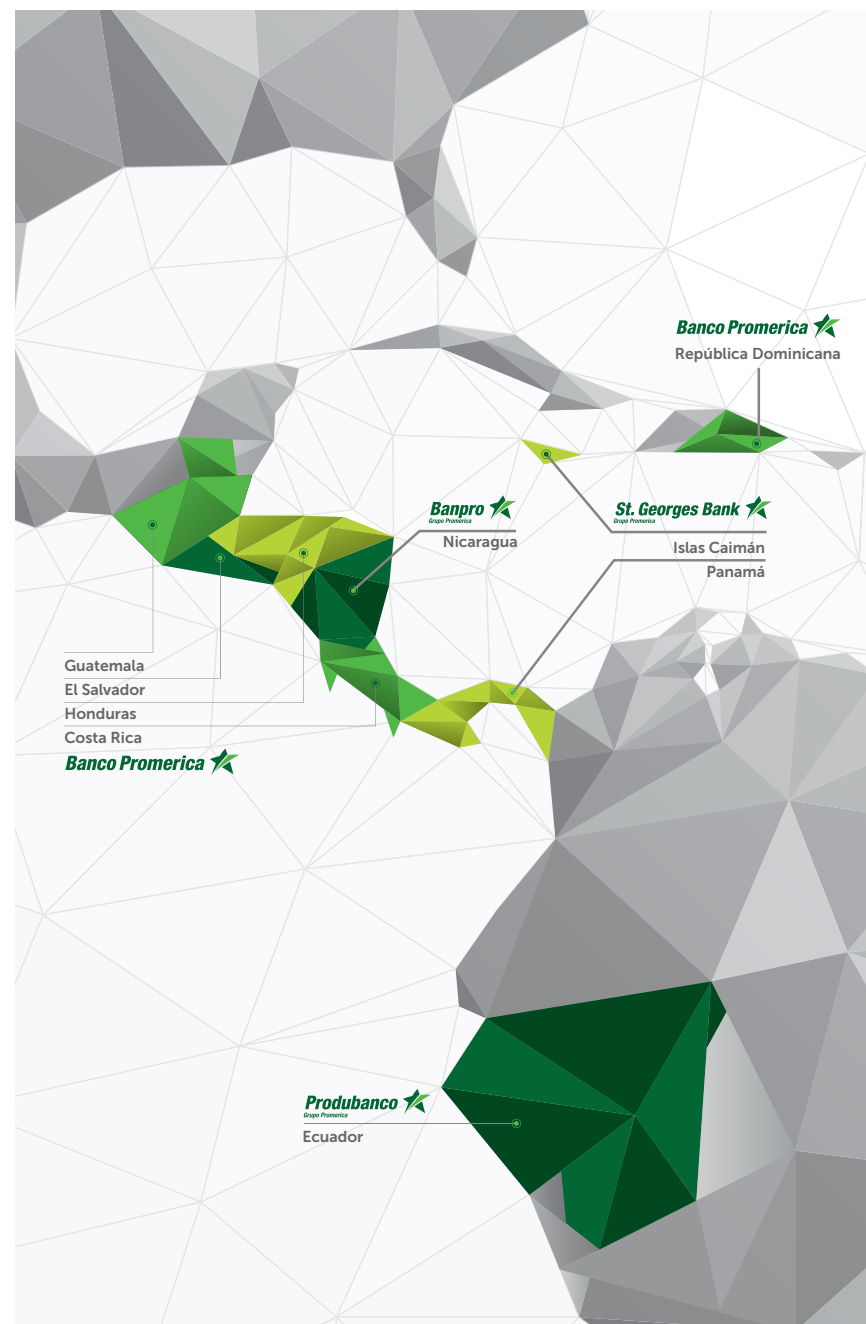 Banco Promerica
República Dominicana
Banpro
Grupo Promerica
Nicaragua
St. Georges Bank
Grupo Promerica
Islas Caimán
Panamá
Guatemala
El Salvador
Honduras
Costa Rica
Banco Promerica
Produbanco
Grupo Promerica
Ecuador